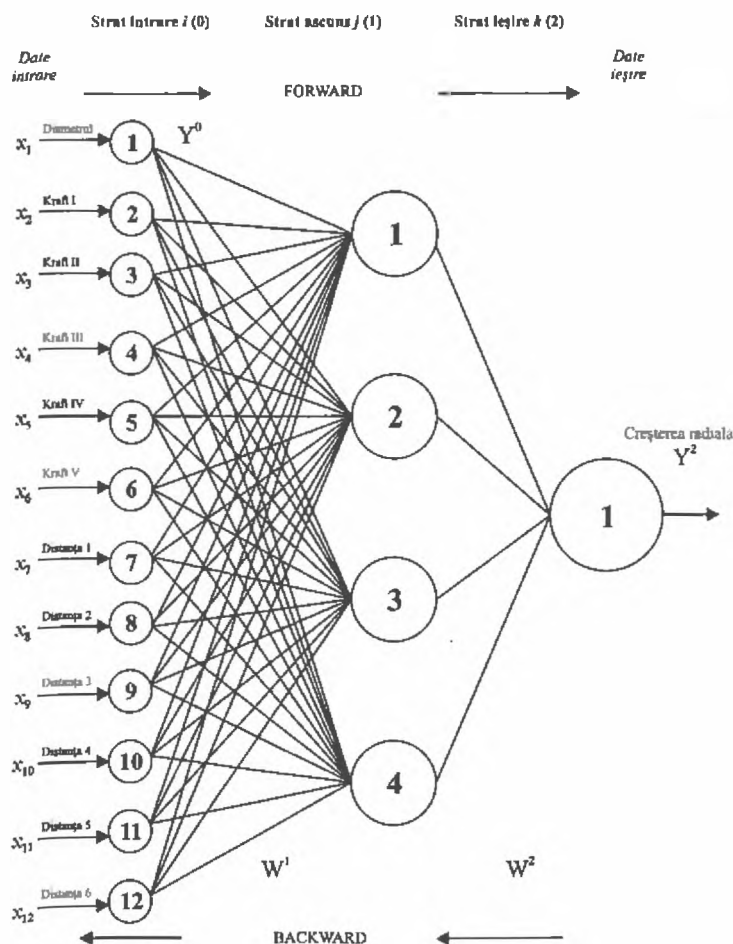 Strat intrare i (0) Strat ascuns j (1) Strat ieşire k (2)
Date intrare
Date ieşire
FORWARD
x1 Diametrul 1
Y0
x2 Kraft I 2
x3 Kraft II 3
x4 Kraft III 4
x5 Kraft IV 5
x6 Kraft V 6
x7 Distanţa 1 7
x8 Distanţa 2 8
x9 Distanţa 3 9
x10 Distanţa 4 10
x11 Distanţa 5 11
x12 Distanţa 6 12
1
2
3
4
1
Creşterea radiala
Y2
W1 W2
BACKWARD